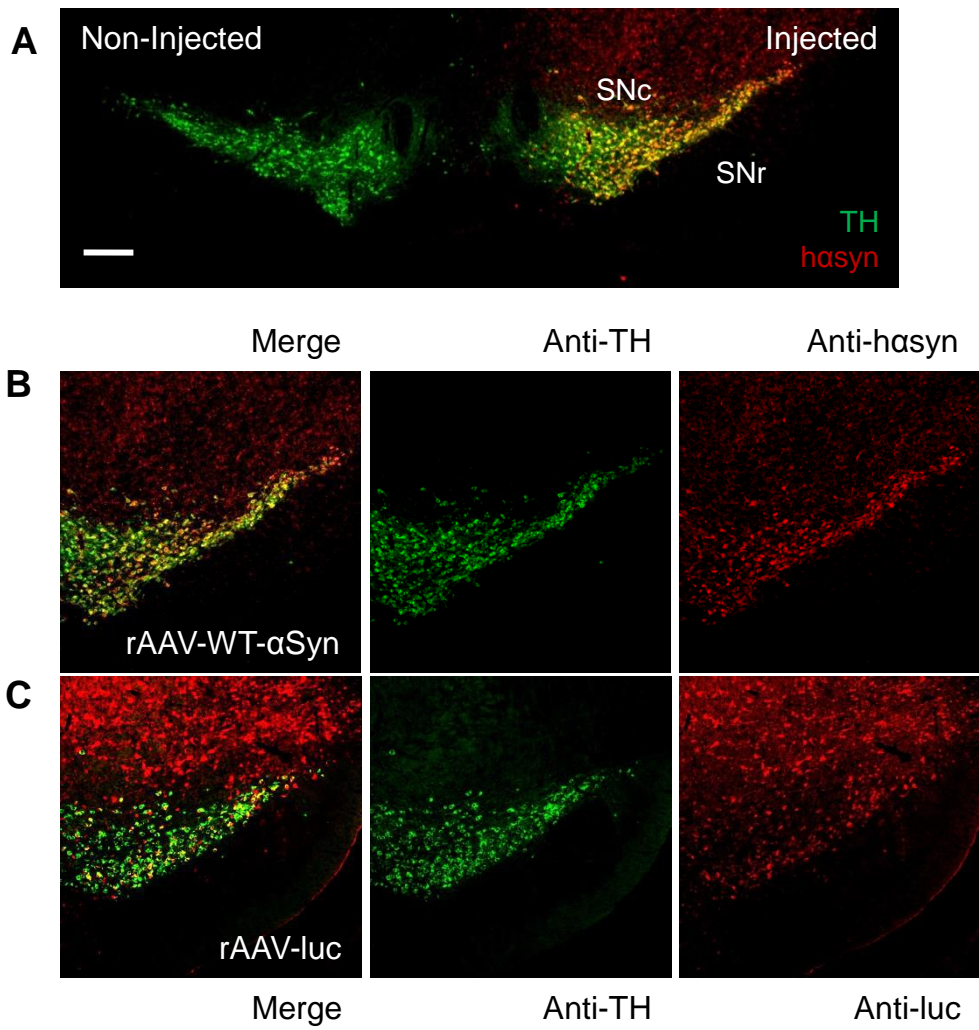 A
Non-Injected
Injected
SNc
SNr
TH
hαsyn
Merge
Anti-TH
Anti-hαsyn
B
rAAV-WT-αSyn
C
rAAV-luc
Merge
Anti-TH
Anti-luc